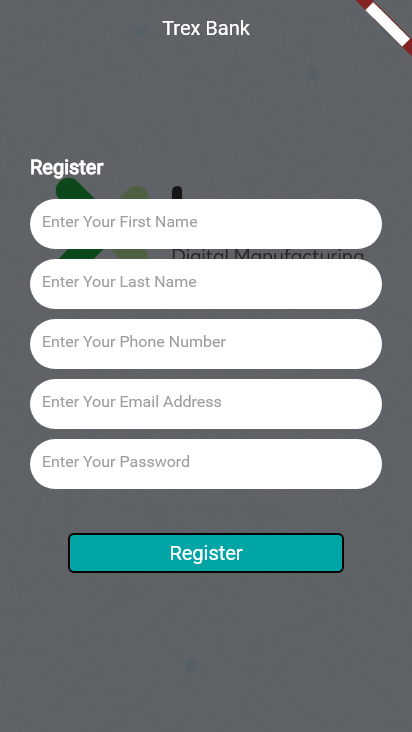 Trex Bank
Register
Enter Your First Name
Digital Manufacturing
Enter Your Last Name
Enter Your Phone Number
Enter Your Email Address
Enter Your Password
Register